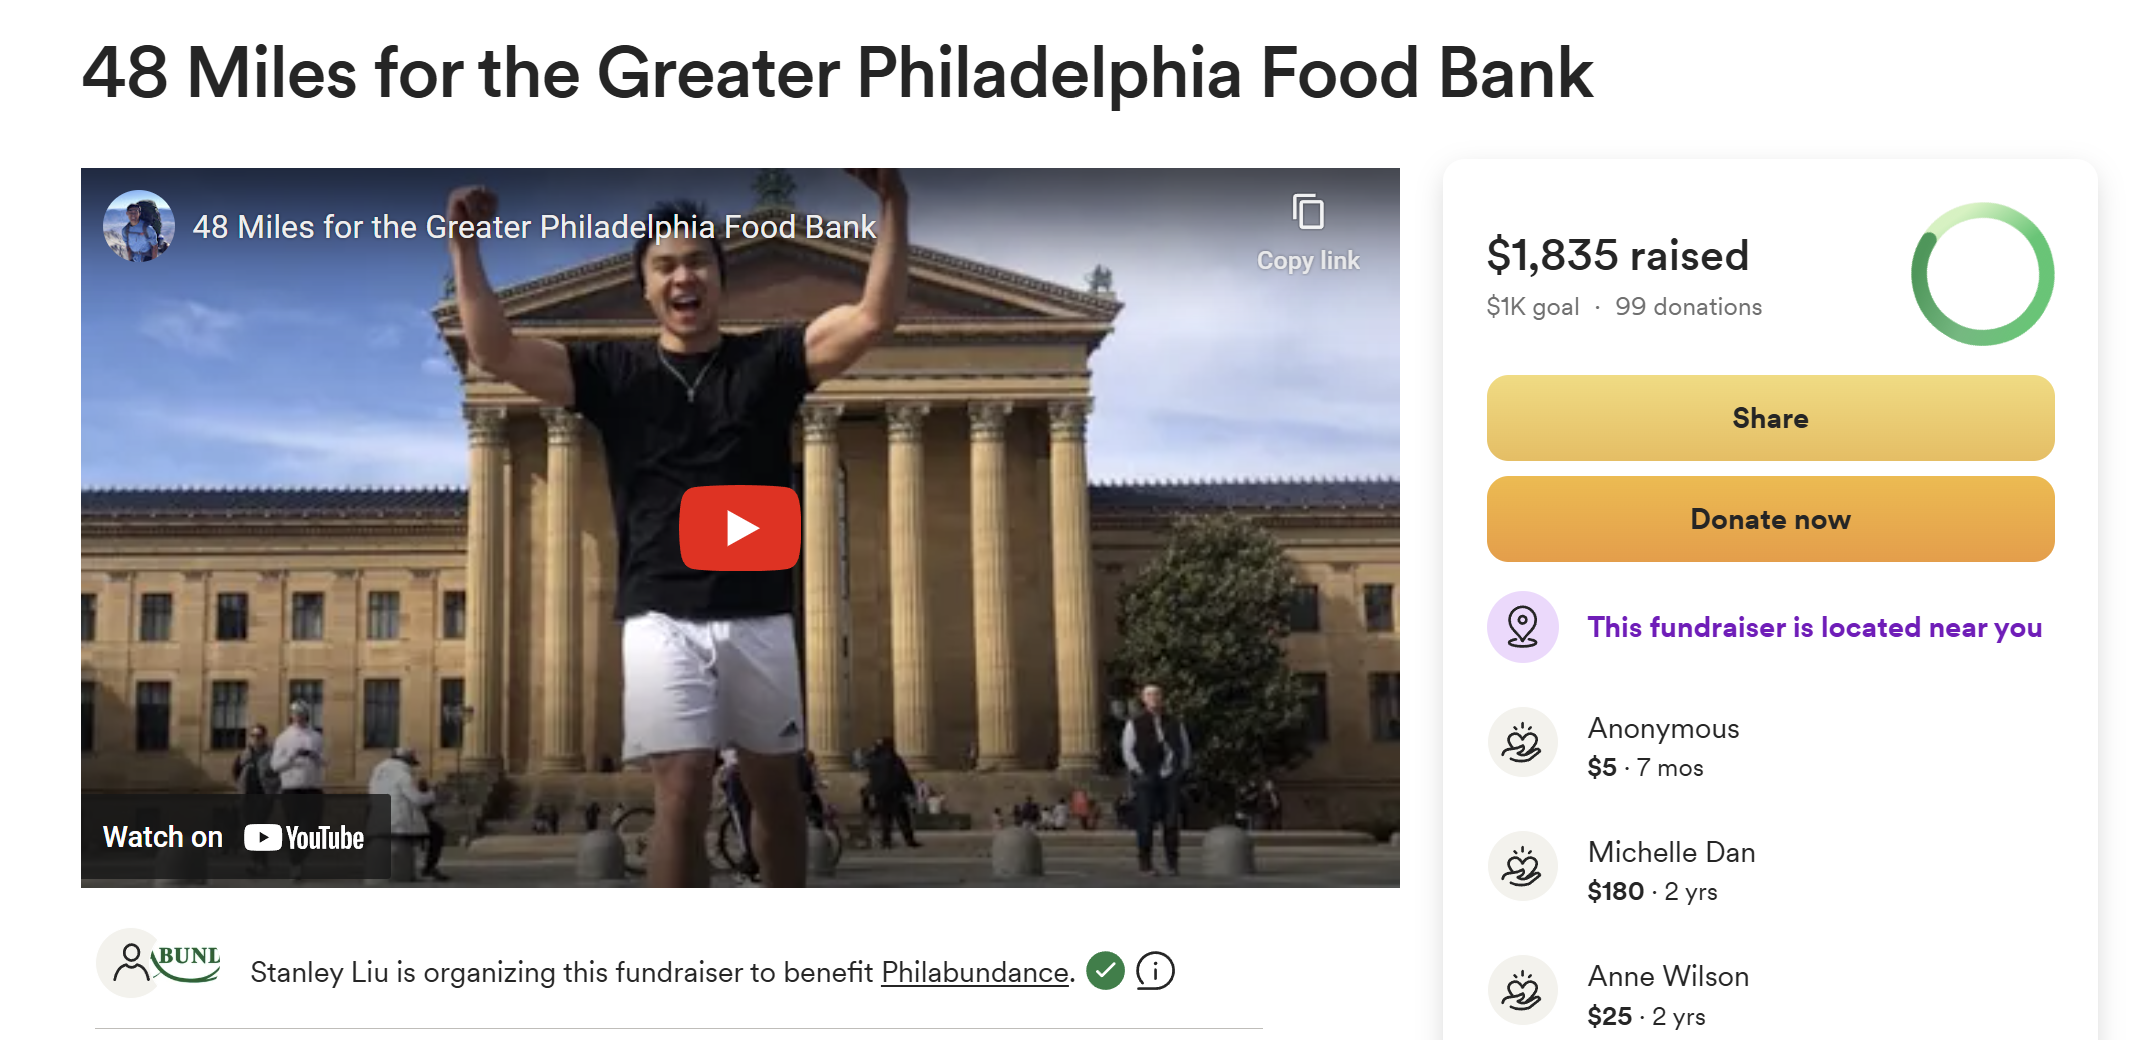 48 Miles for the Greater Philadelphia Food Bank
48 Miles for the Greater Philadelphia Food Bank
Copy link
Watch on YouTube
BUNL
Stanley Liu is organizing this fundraiser to benefit Philabundance.
$1,835 raised
$1K goal · 99 donations
Share
Donate now
This fundraiser is located near you
Anonymous
$5 · 7 mos
Michelle Dan
$180 · 2 yrs
Anne Wilson
$25 · 2 yrs